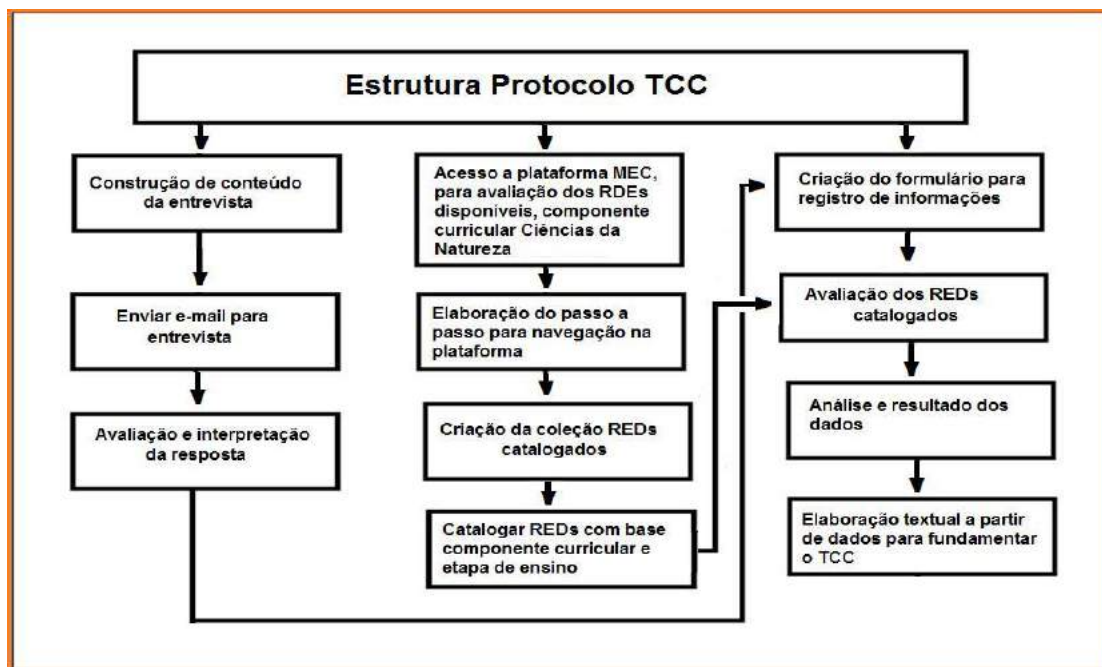 Estrutura Protocolo TCC
Construção de conteúdo
da entrevista
Enviar e-mail para
entrevista
Avaliação e interpretação
da resposta
Acesso a plataforma MEC,
para avaliação dos RDEs
disponíveis, componente
curricular Ciências da
Natureza
Elaboração do passo a
passo para navegação na
plataforma
Criação da coleção REDs
catalogados
Catalogar REDs com base
componente curricular e
etapa de ensino
Criação do formulário para
registro de informações
Avaliação dos REDs
catalogados
Análise e resultado dos
dados
Elaboração textual a partir
de dados para fundamentar
o TCC